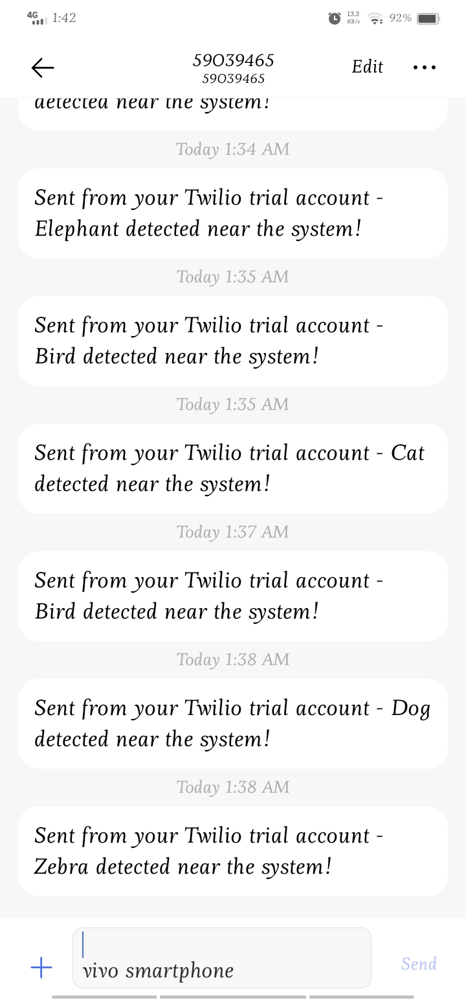 4G 1:42 13.3 KB/s 92%
59039465
59039465
Edit
detected near the system!
Today 1:34 AM
Sent from your Twilio trial account -
Elephant detected near the system!
Today 1:35 AM
Sent from your Twilio trial account -
Bird detected near the system!
Today 1:35 AM
Sent from your Twilio trial account - Cat
detected near the system!
Today 1:37 AM
Sent from your Twilio trial account -
Bird detected near the system!
Today 1:38 AM
Sent from your Twilio trial account - Dog
detected near the system!
Today 1:38 AM
Sent from your Twilio trial account -
Zebra detected near the system!
vivo smartphone
Send